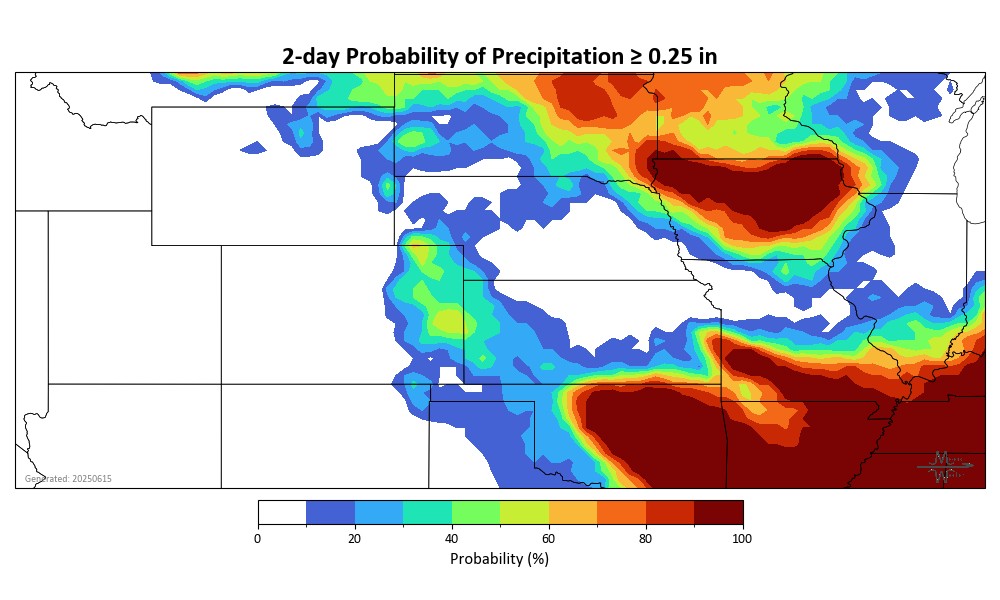 2-day Probability of Precipitation ≥ 0.25 in
Generated: 20250615
0 20 40 60 80 100
Probability (%)